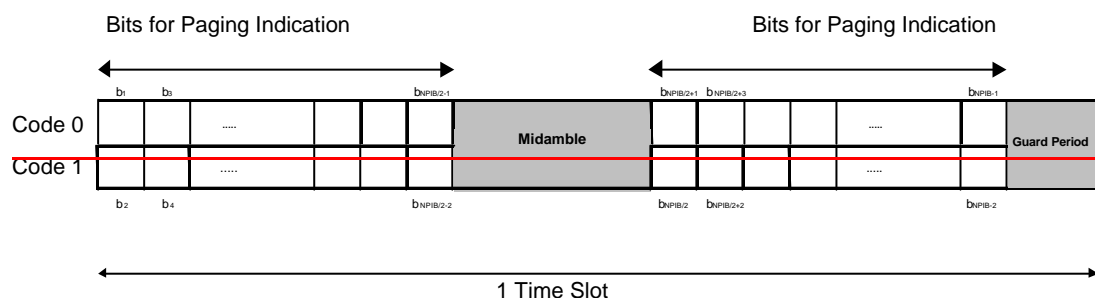 Bits for Paging Indication Bits for Paging Indication
b1 b3 bNPIB/2-1 bNPIB/2+1 bNPIB/2+3 bNPIB-1
Code 0 ..... Midamble ..... Guard Period
Code 1 ..... .....
b2 b4 bNPIB/2-2 bNPIB/2 bNPIB/2+2 bNPIB-2
1 Time Slot